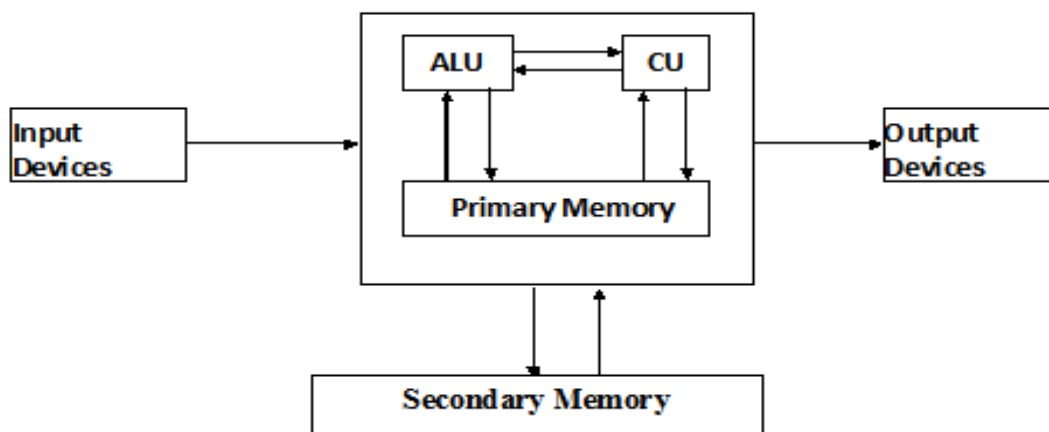 ALU
CU
Input
Devices
Output
Devices
Primary Memory
Secondary Memory